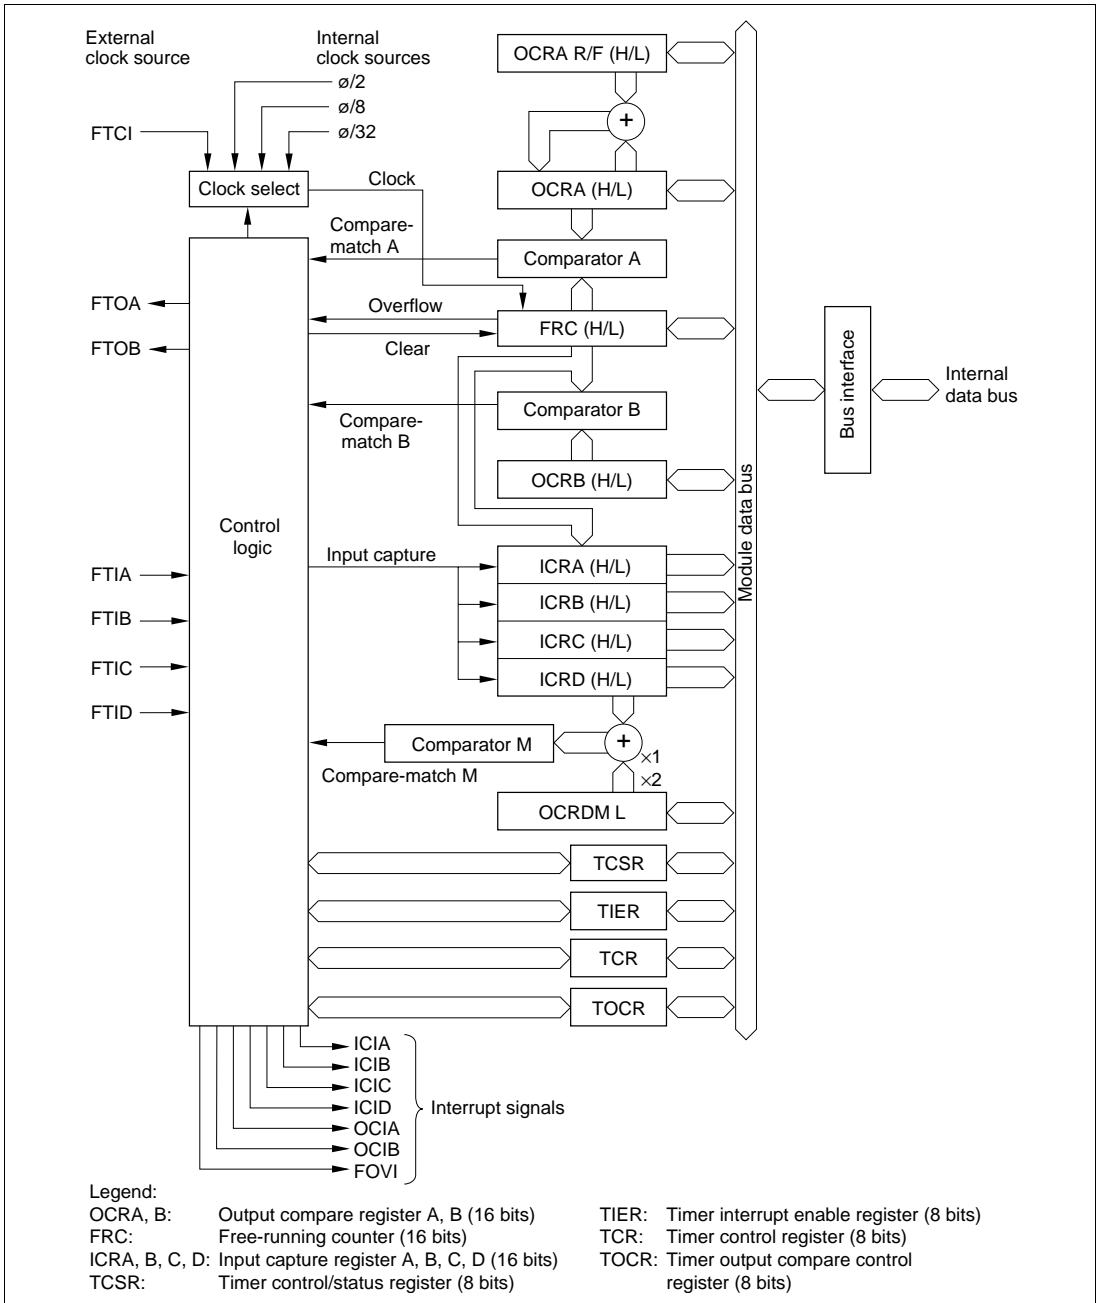 External
clock source
Internal
clock sources
ø/2
ø/8
ø/32
FTCI
Clock select
Clock
OCRA R/F (H/L)
+
OCRA (H/L)
Compare-
match A
Comparator A
FTOA
Overflow
FRC (H/L)
FTOB
Clear
Compare-
match B
Comparator B
OCRB (H/L)
Bus interface
Internal
data bus
Module data bus
Control
logic
Input capture
ICRA (H/L)
ICRB (H/L)
ICRC (H/L)
ICRD (H/L)
FTIA
FTIB
FTIC
FTID
Comparator M
+
×1
×2
Compare-match M
OCRDM L
TCSR
TIER
TCR
TOCR
ICIA
ICIB
ICIC
ICID
OCIA
OCIB
FOVI
Interrupt signals
Legend:
OCRA, B: Output compare register A, B (16 bits)
FRC: Free-running counter (16 bits)
ICRA, B, C, D: Input capture register A, B, C, D (16 bits)
TCSR: Timer control/status register (8 bits)
TIER: Timer interrupt enable register (8 bits)
TCR: Timer control register (8 bits)
TOCR: Timer output compare control
register (8 bits)